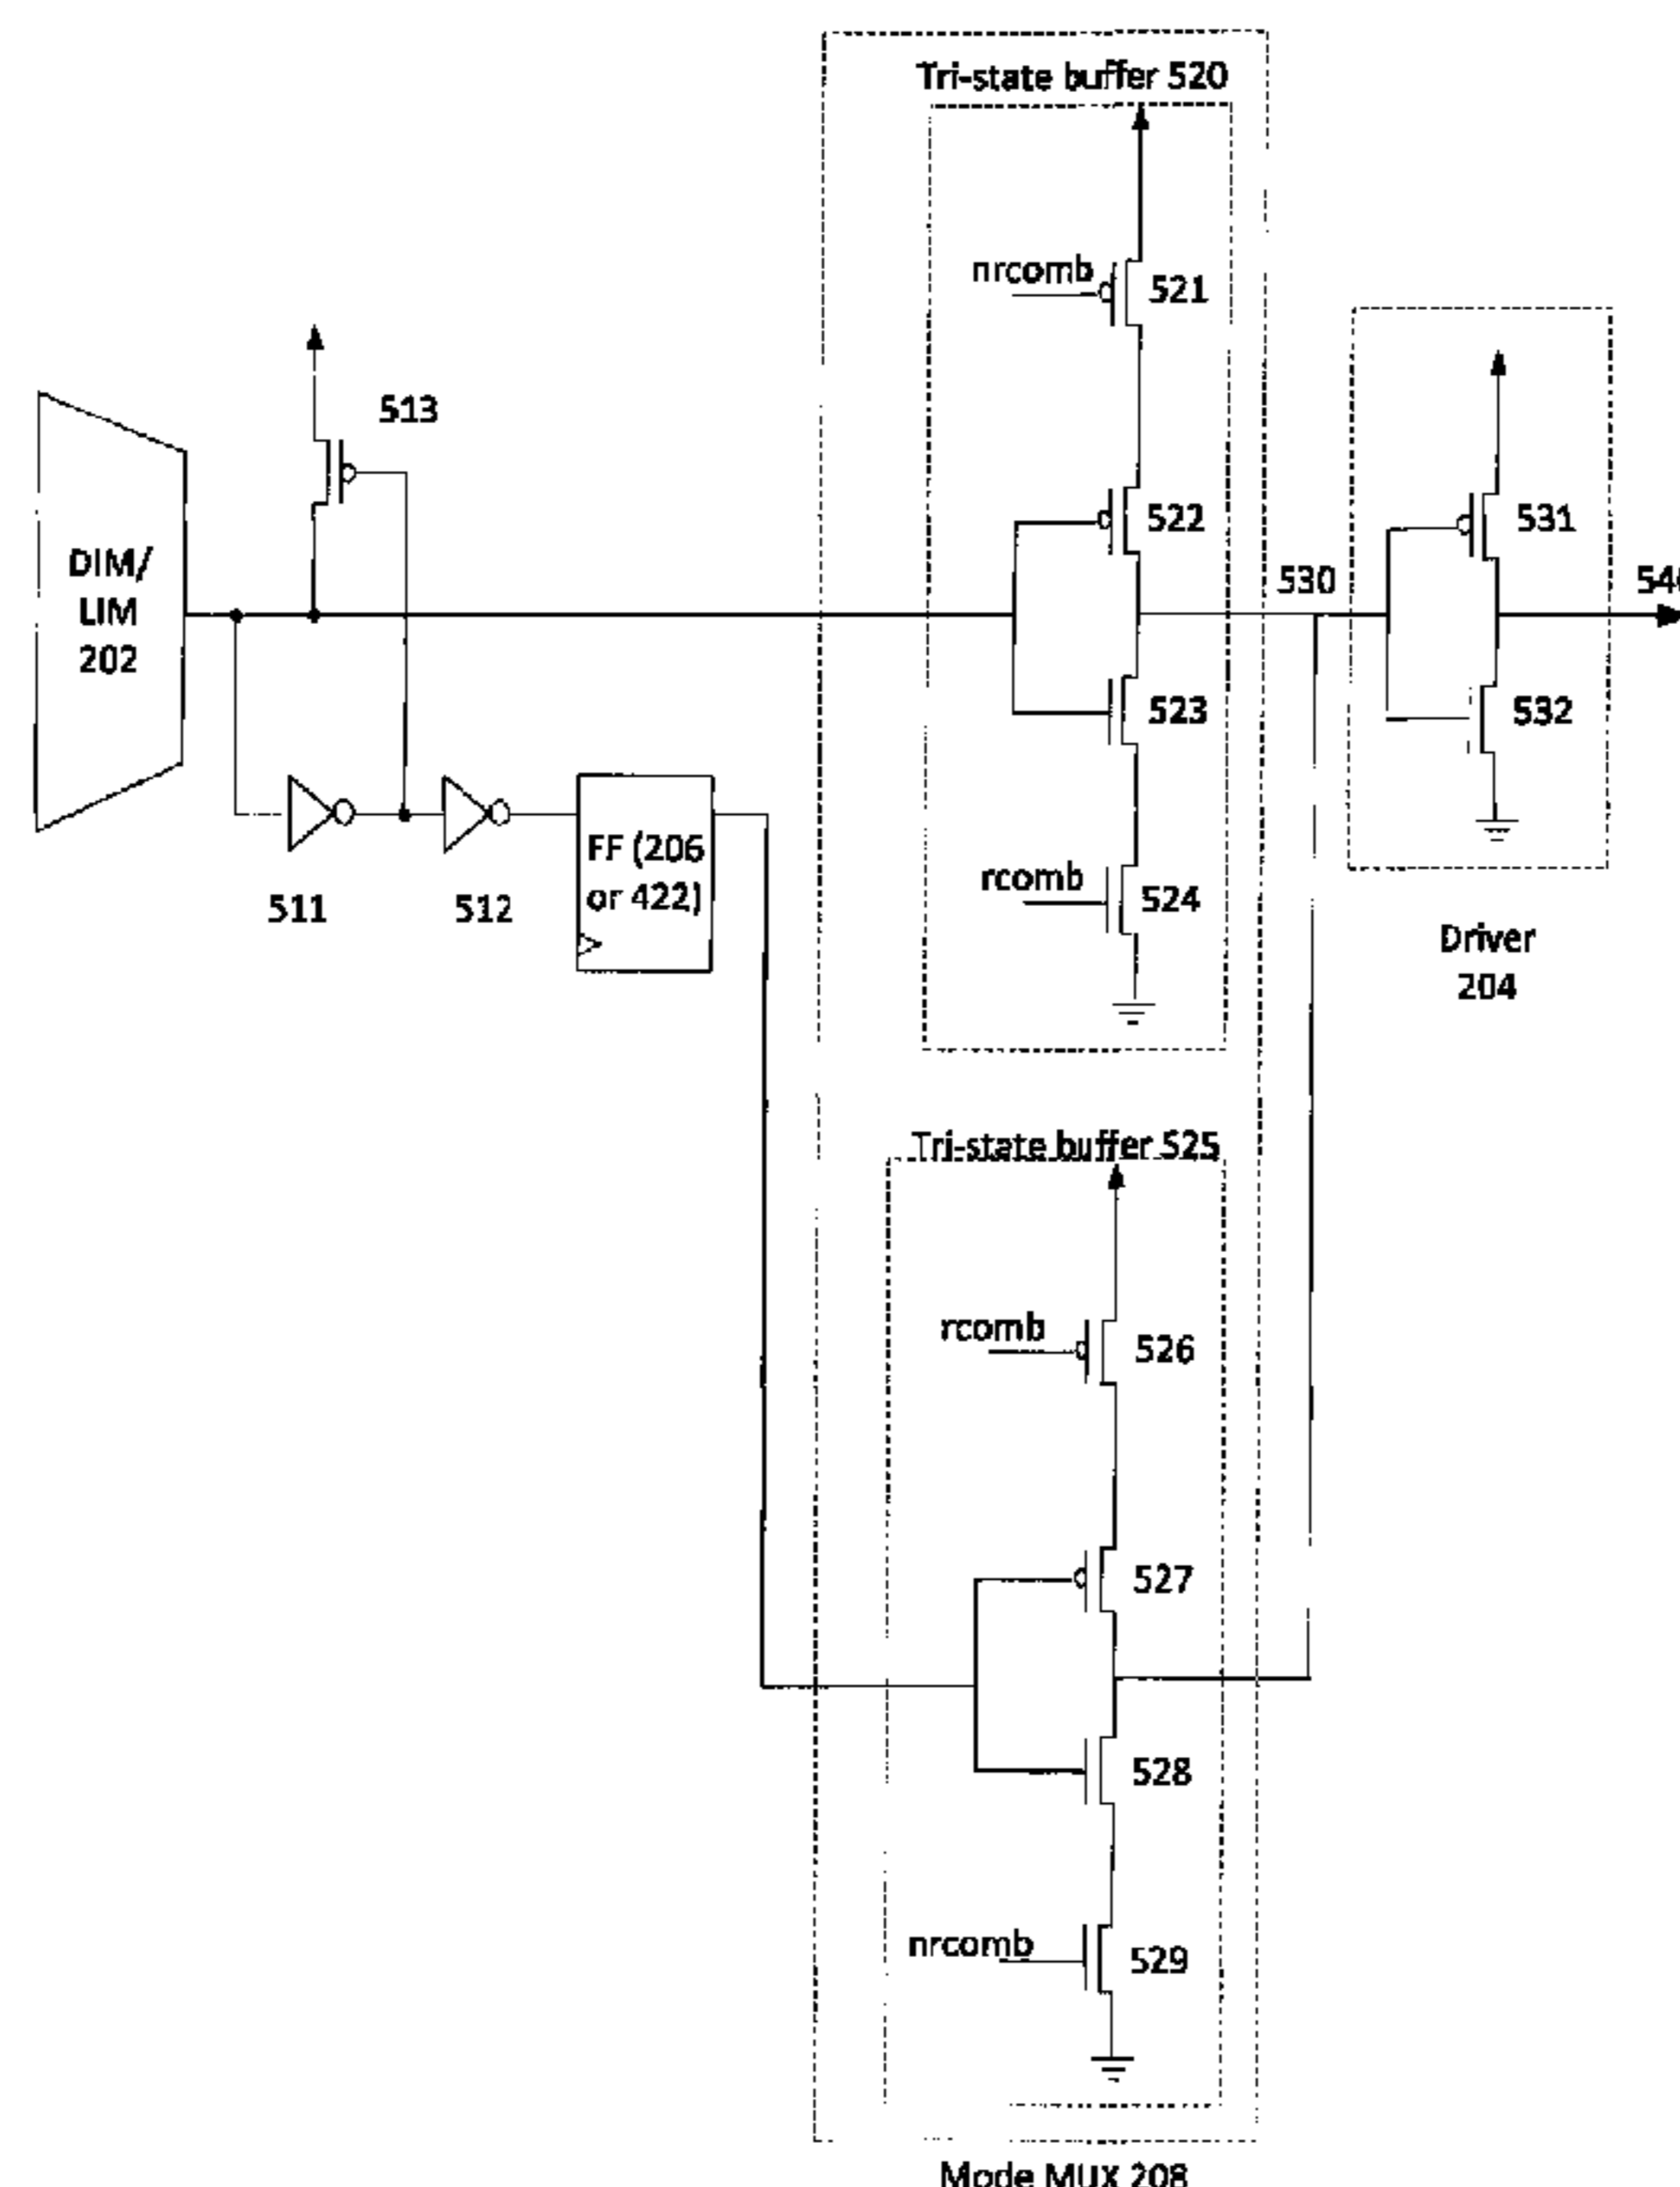 Tri-state buffer 520
nrcomb
521
513
522
531
DIM/
LIM
202
530
523
532
FF (206
or 422)
rcomb
524
511
512
Driver
204
Tri-state buffer 525
rcomb
526
527
528
nrcomb
529
Mode MUX 208